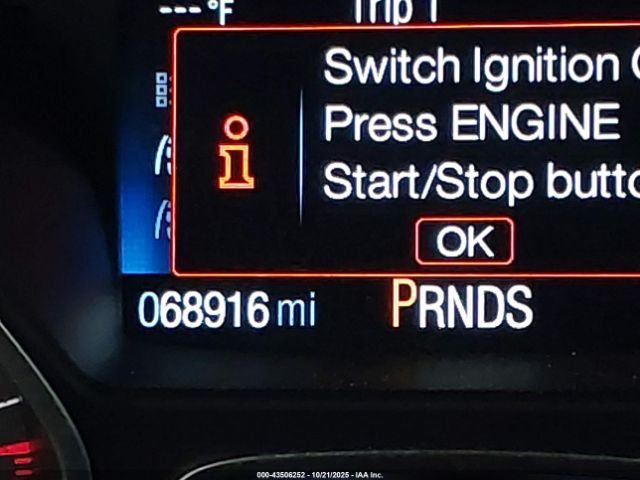 ---°F Trip 1
Switch Ignition
Press ENGINE
Start/Stop butto
OK
068916 mi PRNDS
000-43506252 - 10/21/2025 - IAA Inc.